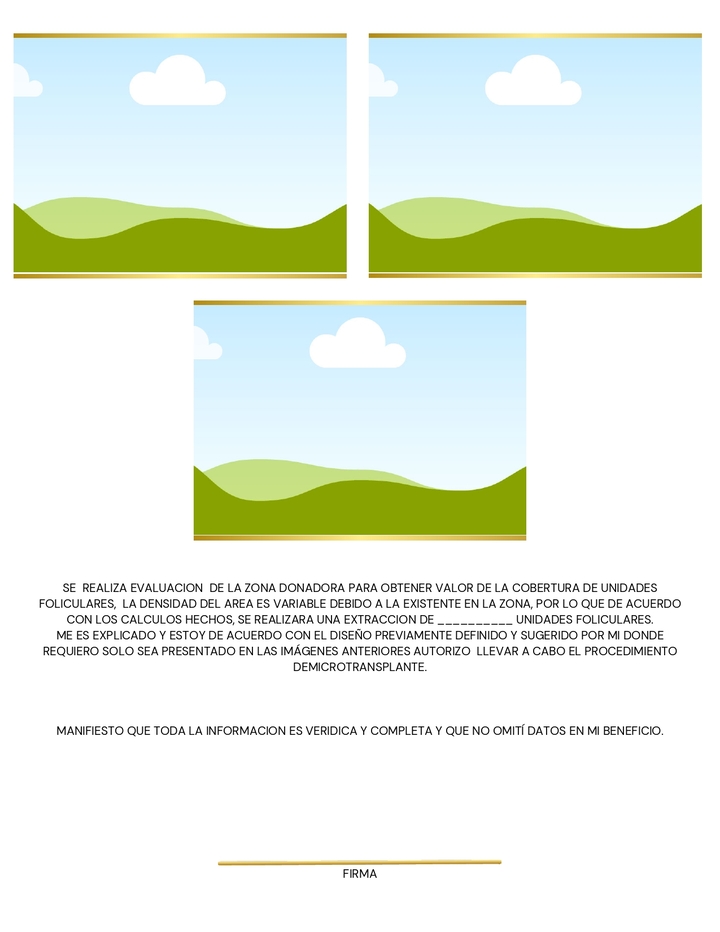 SE REALIZA EVALUACION DE LA ZONA DONADORA PARA OBTENER VALOR DE LA COBERTURA DE UNIDADES
FOLICULARES, LA DENSIDAD DEL AREA ES VARIABLE DEBIDO A LA EXISTENTE EN LA ZONA, POR LO QUE DE ACUERDO
CON LOS CALCULOS HECHOS, SE REALIZARA UNA EXTRACCION DE __________ UNIDADES FOLICULARES.
ME ES EXPLICADO Y ESTOY DE ACUERDO CON EL DISEÑO PREVIAMENTE DEFINIDO Y SUGERIDO POR MI DONDE
REQUIERO SOLO SEA PRESENTADO EN LAS IMÁGENES ANTERIORES AUTORIZO LLEVAR A CABO EL PROCEDIMIENTO
DEMICROTRANSPLANTE.
MANIFIESTO QUE TODA LA INFORMACION ES VERIDICA Y COMPLETA Y QUE NO OMITÍ DATOS EN MI BENEFICIO.
FIRMA